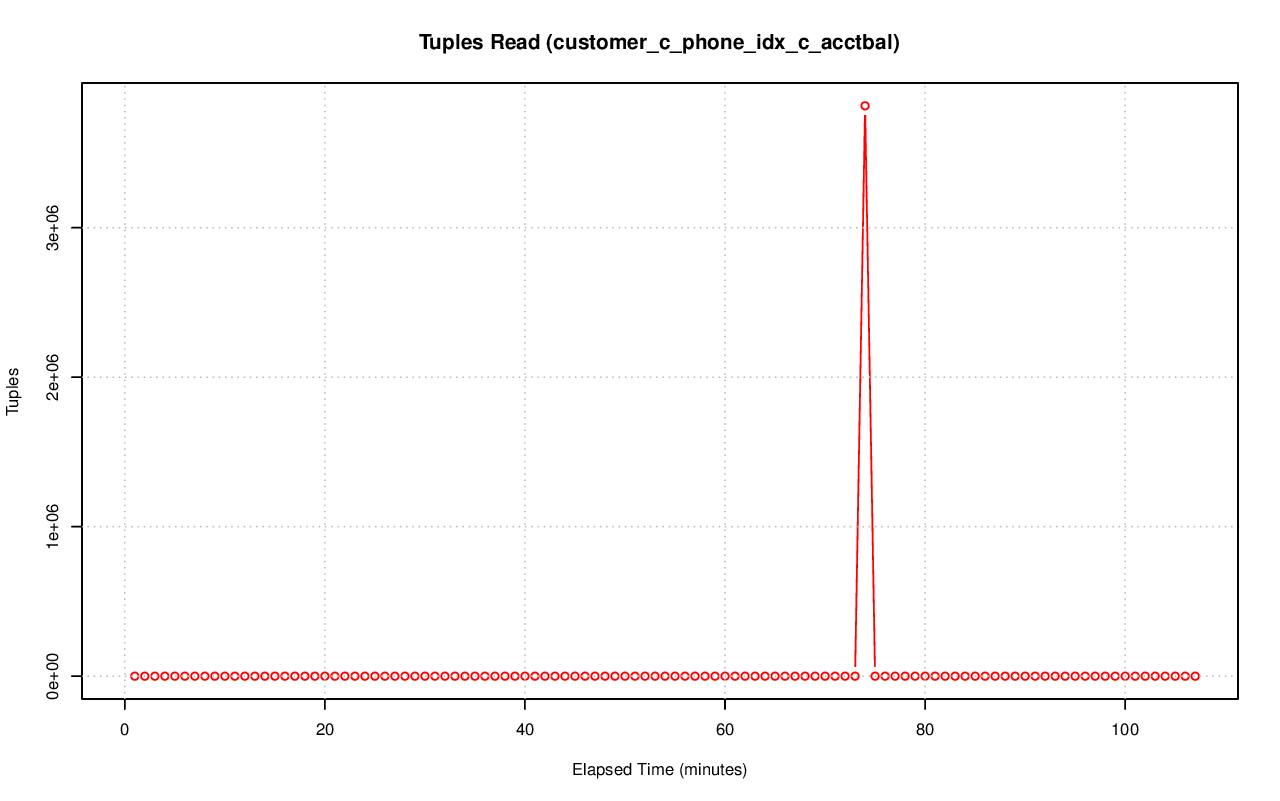 Tuples Read (customer_c_phone_idx_c_acctbal)
3e+06
2e+06
1e+06
0e+00
Tuples
0 20 40 60 80 100
Elapsed Time (minutes)